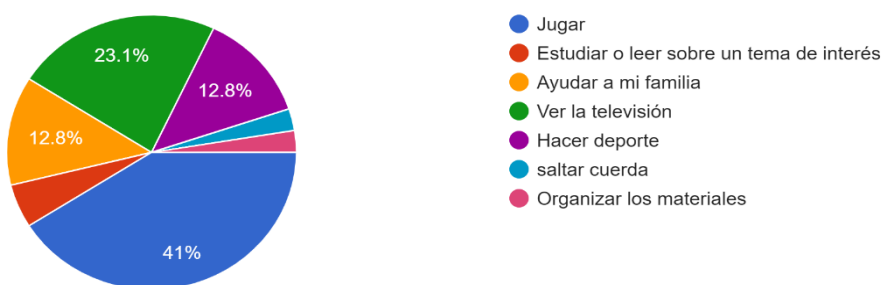 23.1%
12.8%
12.8%
41%
Jugar
Estudiar o leer sobre un tema de interés
Ayudar a mi familia
Ver la televisión
Hacer deporte
saltar cuerda
Organizar los materiales